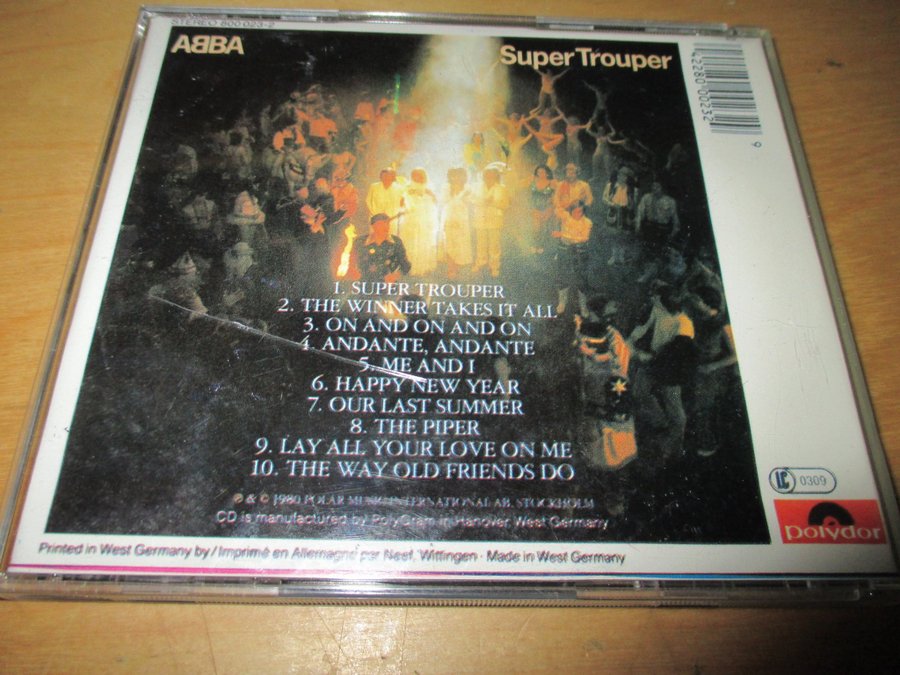 STEREO 800 023-2
ABBA
Super Trouper
1. SUPER TROUPER
2. THE WINNER TAKES IT ALL
3. ON AND ON AND ON
4. ANDANTE, ANDANTE
5. ME AND I
6. HAPPY NEW YEAR
7. OUR LAST SUMMER
8. THE PIPER
9. LAY ALL YOUR LOVE ON ME
10. THE WAY OLD FRIENDS DO
℗ & © 1980 POLAR MUSIC INTERNATIONAL AB, STOCKHOLM
CD is manufactured by PolyGram in Hanover, West Germany
Printed in West Germany by / Imprimé en Allemagne par Neef, Wittingen · Made in West Germany
2280 00232 9
LC 0309
Polydor